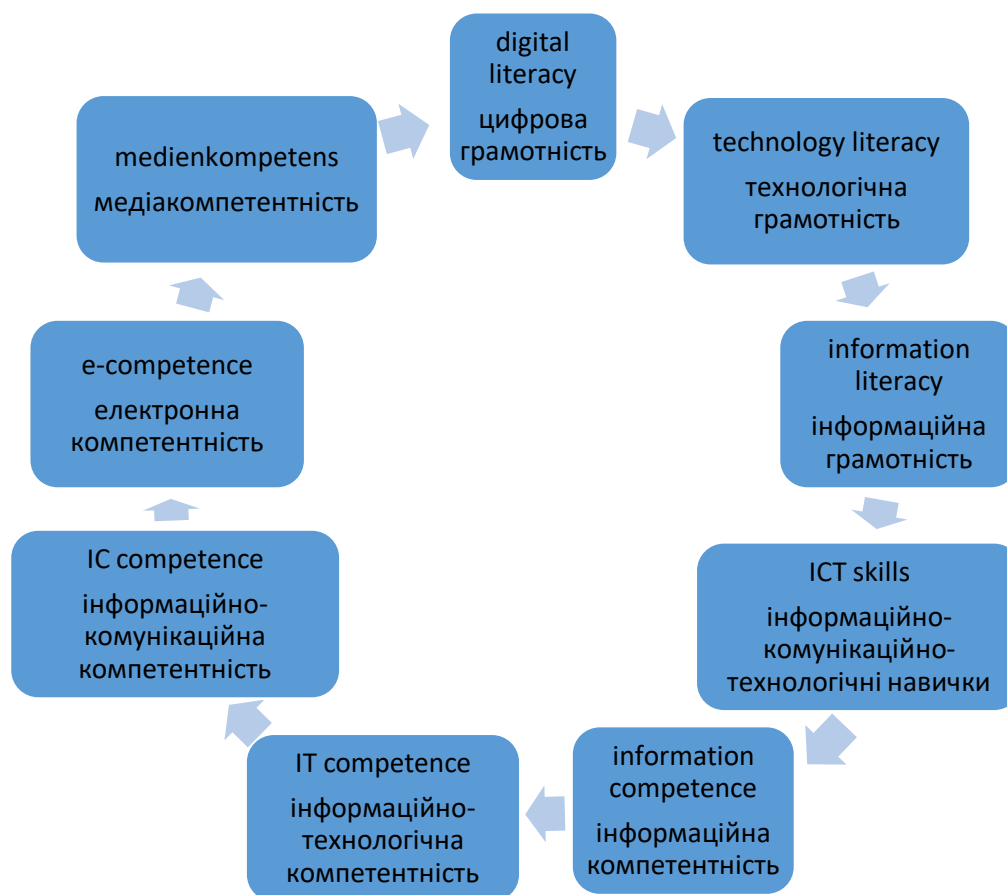 digital
literacy
цифрова
грамотність
technology literacy
технологічна
грамотність
information
literacy
інформаційна
грамотність
ICT skills
інформаційно-
комунікаційно-
технологічні навички
information
competence
інформаційна
компетентність
IT competence
інформаційно-
технологічна
компетентність
IC competence
інформаційно-
комунікаційна
компетентність
e-competence
електронна
компетентність
medienkompetens
медіакомпетентність